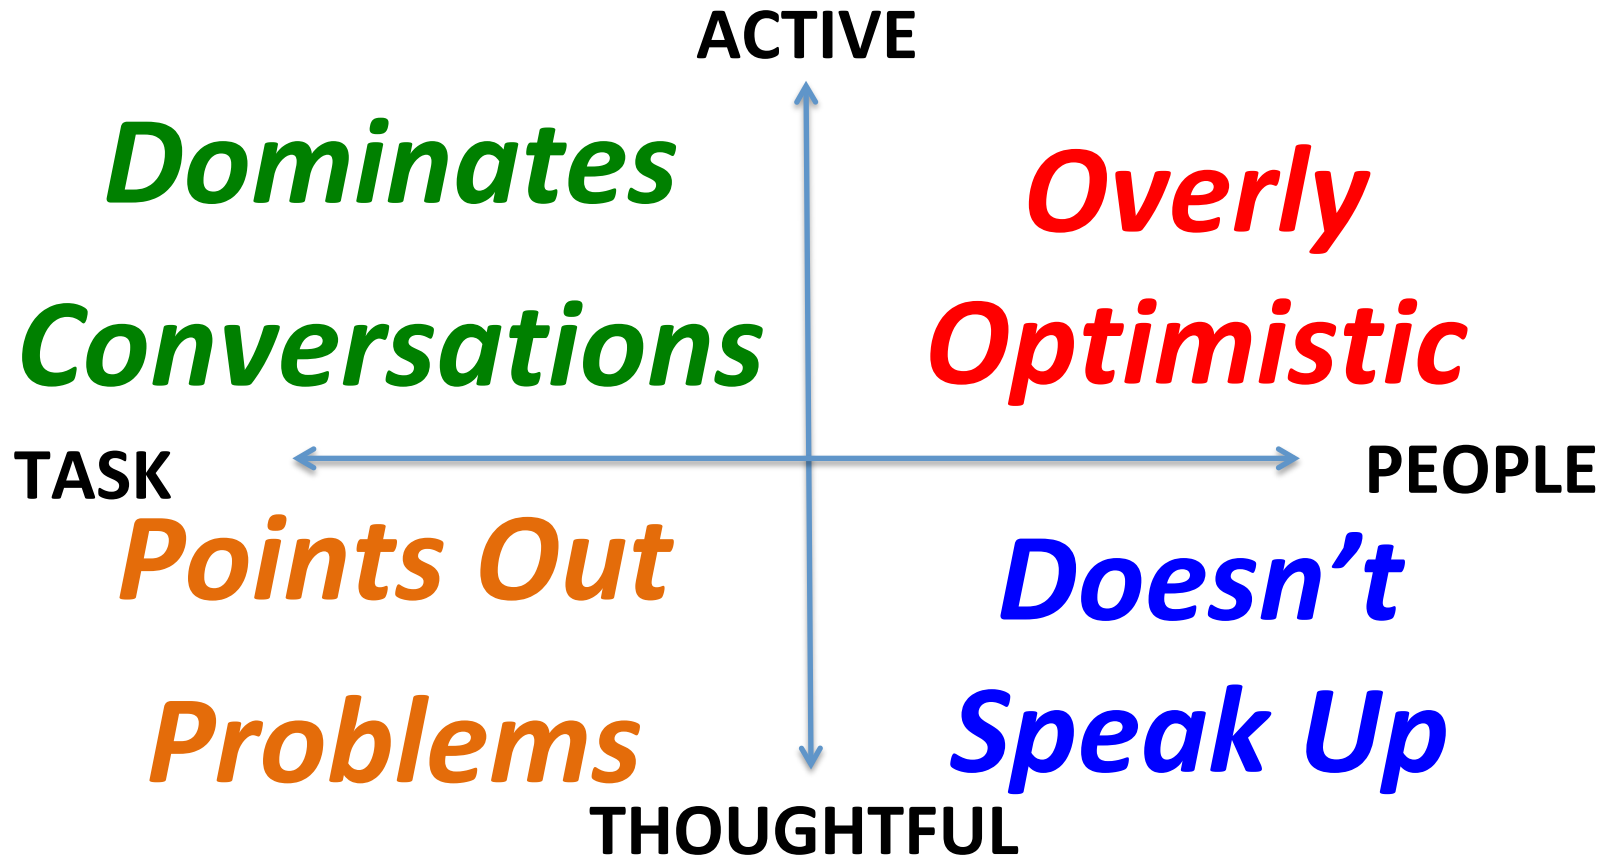 ACTIVE
Dominates
Conversations
Overly
Optimistic
TASK
PEOPLE
Points Out
Problems
Doesn’t
Speak Up
THOUGHTFUL